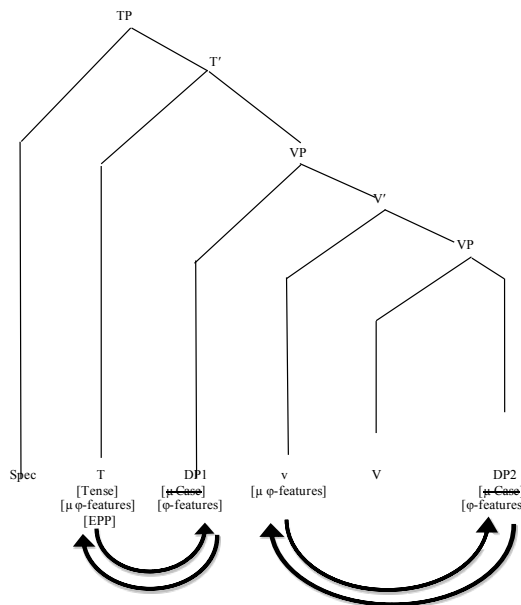 TP
T′
VP
V′
VP
Spec T DP1 v V DP2
[Tense] [μ Case] [μ φ-features] [μ Case]
[μ φ-features] [φ-features] [φ-features
[EPP]